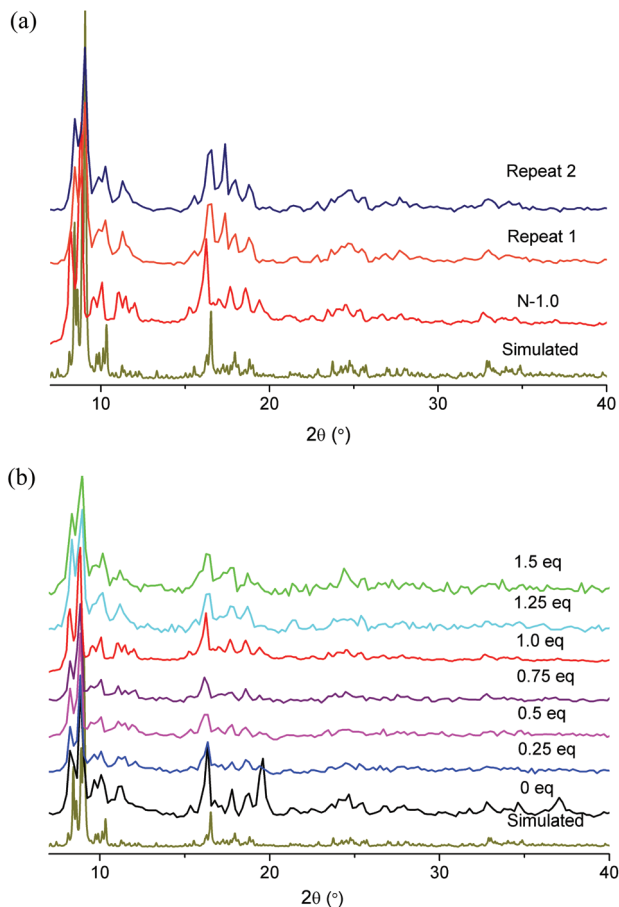 (a)
Repeat 2
Repeat 1
N-1.0
Simulated
10 20 30 40
2θ (°)
(b)
1.5 eq
1.25 eq
1.0 eq
0.75 eq
0.5 eq
0.25 eq
0 eq
Simulated
10 20 30 40
2θ (°)